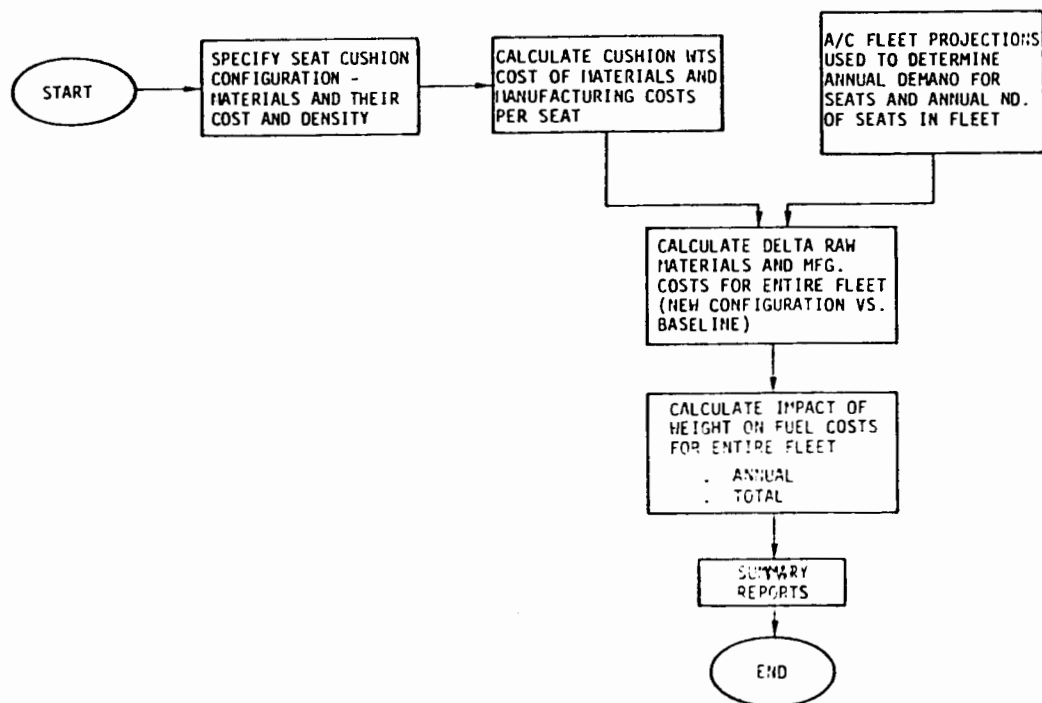 START
SPECIFY SEAT CUSHION
CONFIGURATION -
MATERIALS AND THEIR
COST AND DENSITY
CALCULATE CUSHION WTS
COST OF MATERIALS AND
MANUFACTURING COSTS
PER SEAT
A/C FLEET PROJECTIONS
USED TO DETERMINE
ANNUAL DEMAND FOR
SEATS AND ANNUAL NO.
OF SEATS IN FLEET
CALCULATE DELTA RAW
MATERIALS AND MFG.
COSTS FOR ENTIRE FLEET
(NEW CONFIGURATION VS.
BASELINE)
CALCULATE IMPACT OF
WEIGHT ON FUEL COSTS
FOR ENTIRE FLEET
. ANNUAL
. TOTAL
SUMMARY
REPORTS
END